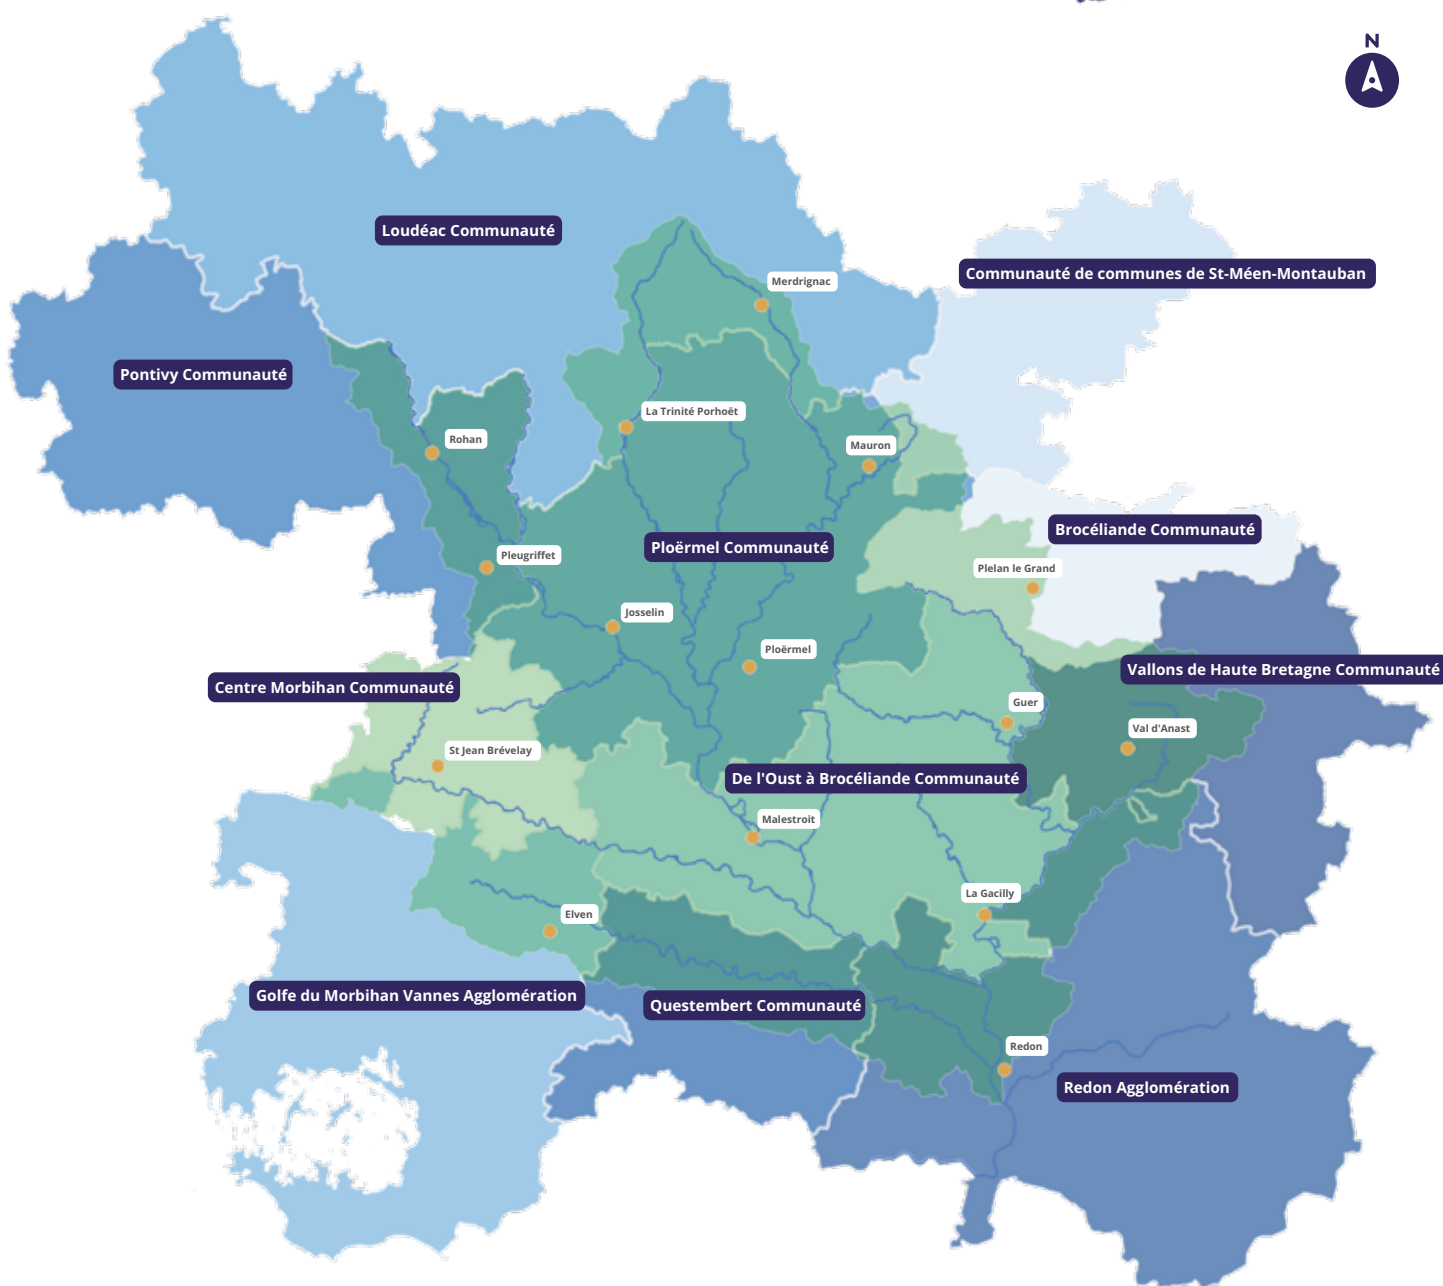 N
Loudéac Communauté
Communauté de communes de St-Méen-Montauban
Merdrignac
Pontivy Communauté
La Trinité Porhoët
Rohan
Mauron
Brocéliande Communauté
Ploërmel Communauté
Pleugriffet
Plelan le Grand
Josselin
Ploërmel
Vallons de Haute Bretagne Communauté
Centre Morbihan Communauté
Guer
Val d'Anast
St Jean Brévelay
De l'Oust à Brocéliande Communauté
Malestroit
La Gacilly
Elven
Golfe du Morbihan Vannes Agglomération
Questembert Communauté
Redon
Redon Agglomération